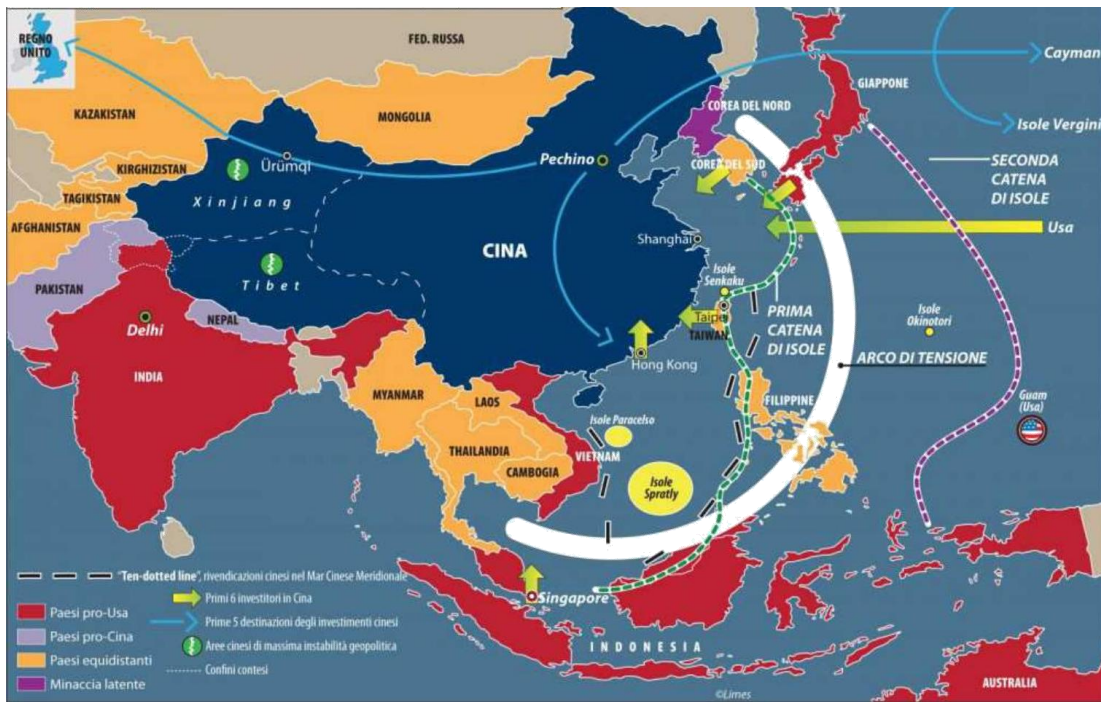 REGNO
UNITO
FED. RUSSA
Cayman
GIAPPONE
KAZAKISTAN
MONGOLIA
COREA DEL NORD
Isole Vergini
Pechino
Ürümqi
KIRGHIZISTAN
COREA DEL SUD
SECONDA
CATENA
DI ISOLE
TAGIKISTAN
Xinjiang
AFGHANISTAN
Usa
Shanghai
CINA
Isole
Senkaku
PAKISTAN
Tibet
PRIMA
CATENA
DI ISOLE
Isole
Okinotori
Taipei
TAIWAN
Delhi
NEPAL
ARCO DI TENSIONE
Hong Kong
INDIA
MYANMAR
LAOS
FILIPPINE
Guam
(Usa)
Isole Paracelso
THAILANDIA
VIETNAM
CAMBOGIA
Isole
Spratly
"Ten-dotted line", rivendicazioni cinesi nel Mar Cinese Meridionale
Primi 6 investitori in Cina
Singapore
Paesi pro-Usa
Prime 5 destinazioni degli investimenti cinesi
Paesi pro-Cina
Aree cinesi di massima instabilità geopolitica
INDONESIA
Paesi equidistanti
Confini contesi
Minaccia latente
©Limes
AUSTRALIA